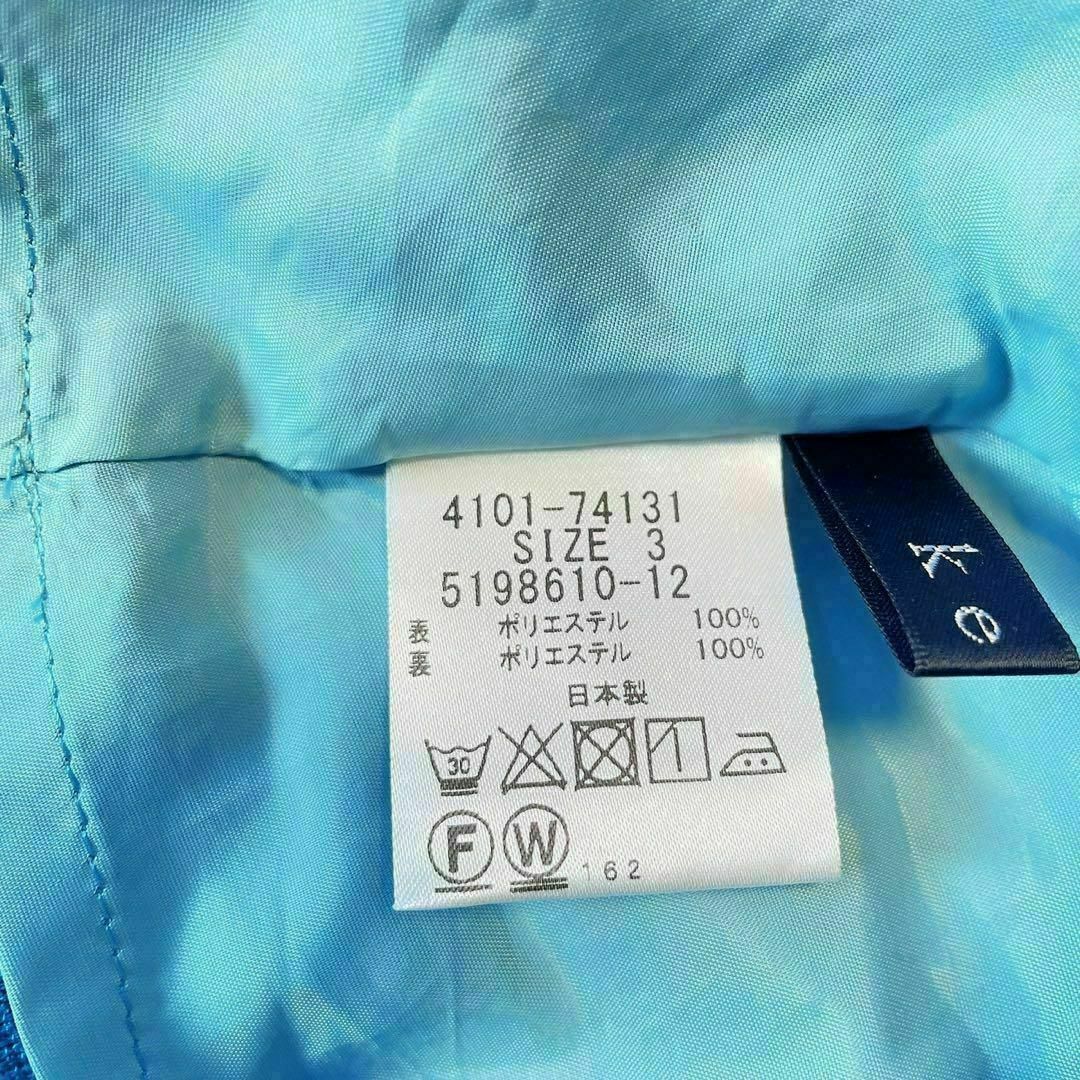 4101-74131
SIZE 3
5198610-12
表 ポリエステル 100%
裏 ポリエステル 100%
日本製
30 1
F W 162
K e